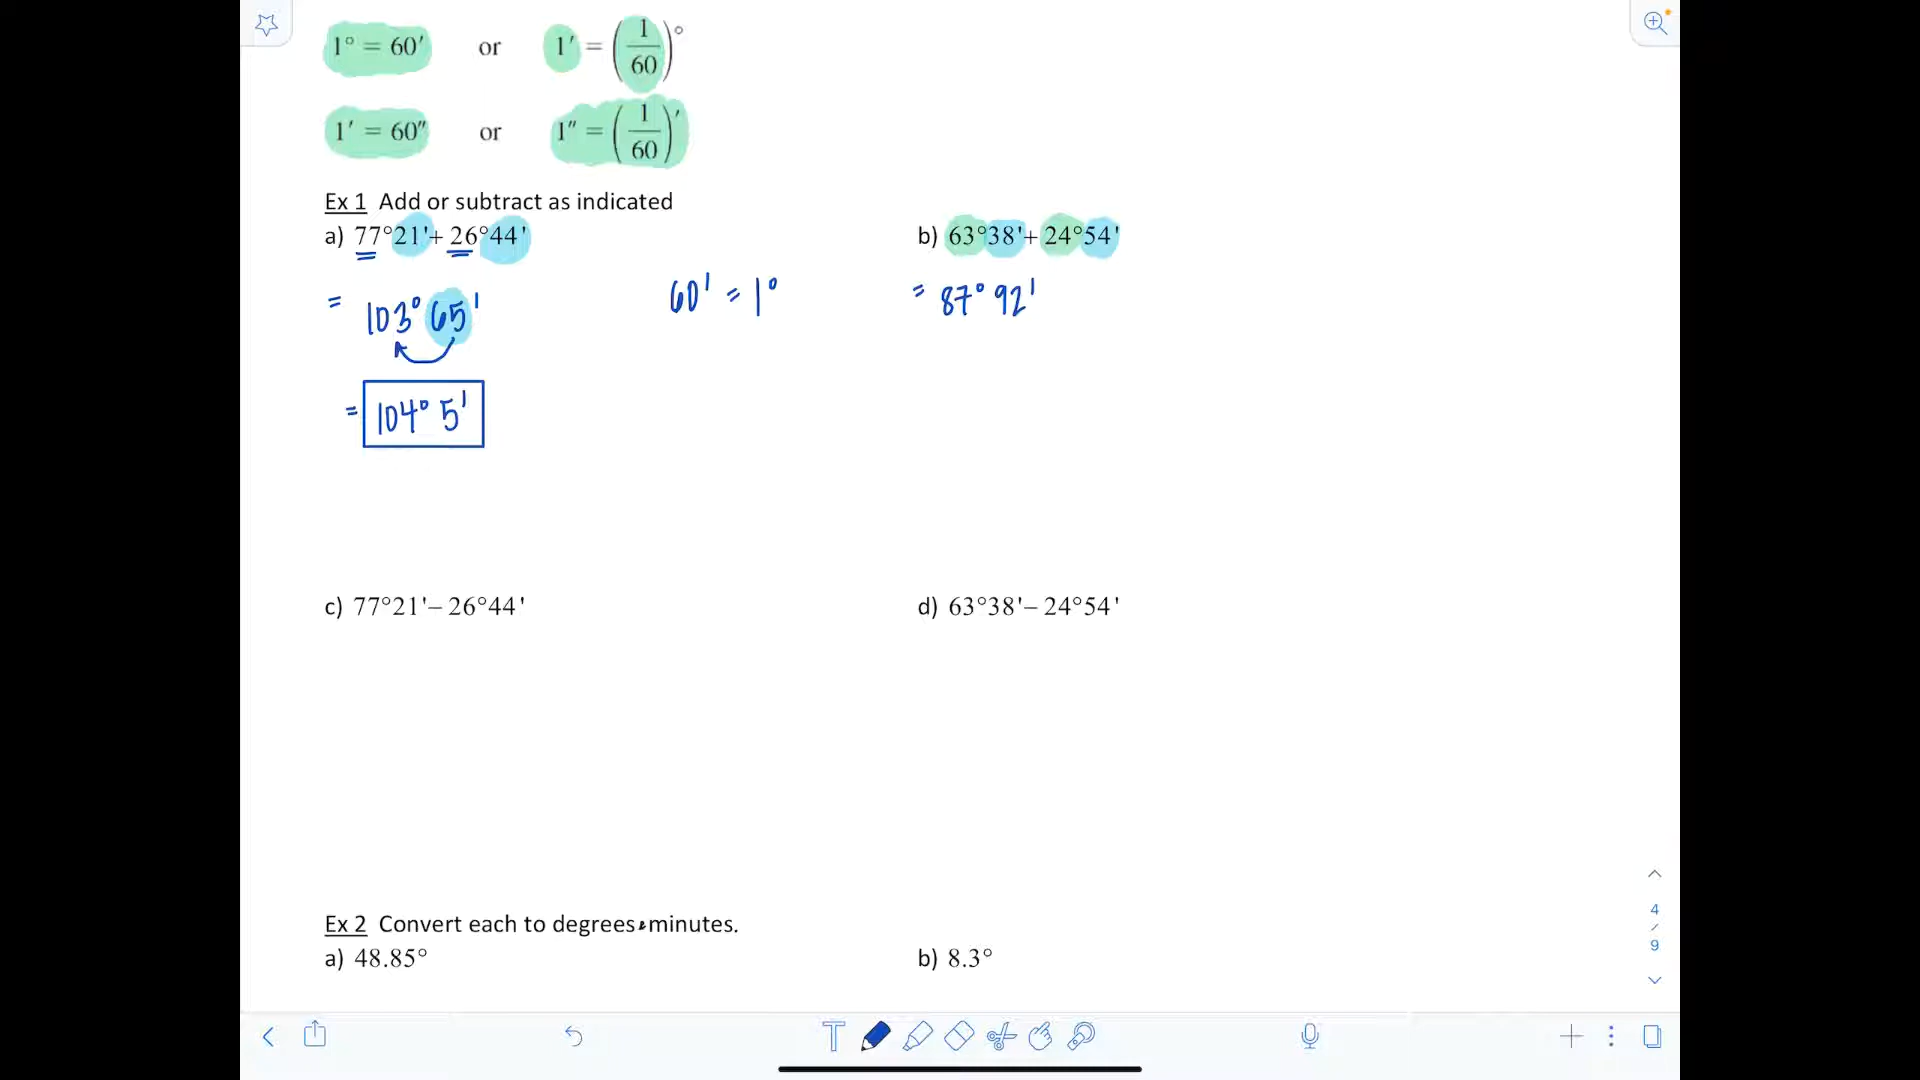 1° = 60′ or 1′ = (1/60)°
1′ = 60″ or 1″ = (1/60)′
Ex 1 Add or subtract as indicated
a) 77°21'+ 26°44'
= 103° 65'
= 104° 5'
60' = 1°
b) 63°38'+ 24°54'
= 87° 92'
c) 77°21'– 26°44'
d) 63°38'– 24°54'
Ex 2 Convert each to degrees minutes.
a) 48.85°
b) 8.3°
4
/
9
T